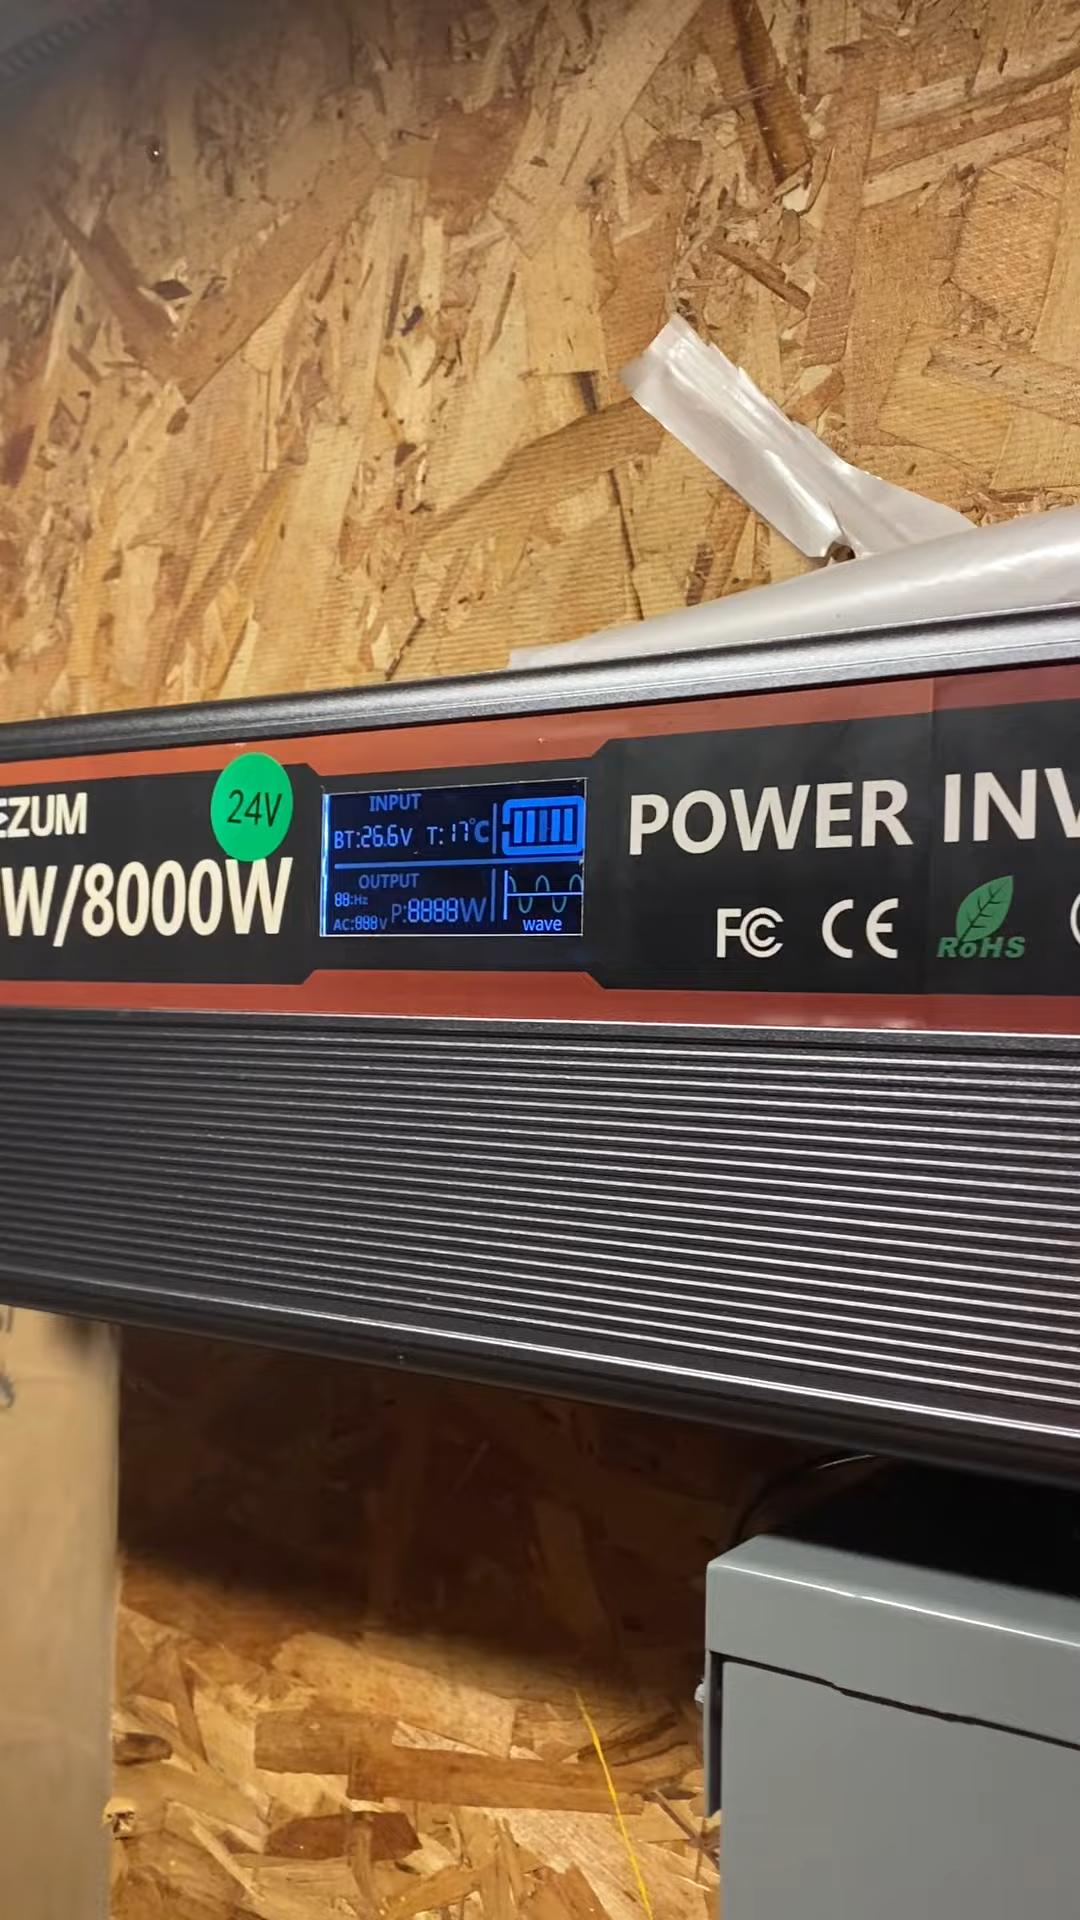 EZUM
24V
W/8000W
INPUT
BT:26.6V T:17°C
OUTPUT
88:Hz
AC:888V
P:8888W
wave
POWER INV
FC CE RoHS